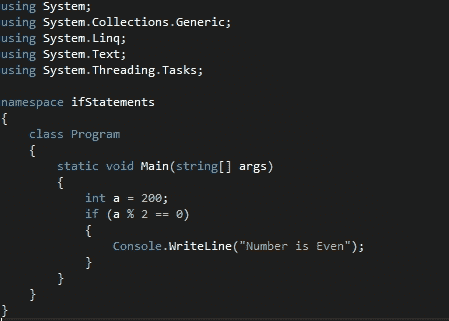 using System;
using System.Collections.Generic;
using System.Linq;
using System.Text;
using System.Threading.Tasks;

namespace ifStatements
{
    class Program
    {
        static void Main(string[] args)
        {
            int a = 200;
            if (a % 2 == 0)
            {
                Console.WriteLine("Number is Even");
            }
        }
    }
}